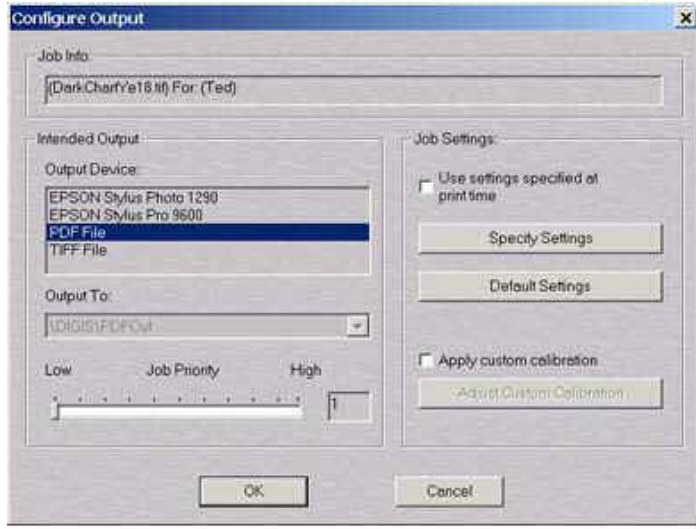 Configure Output
Job Info:
(DarkChartYe18.tif) For: (Ted)
Intended Output
Output Device:
EPSON Stylus Photo 1290
EPSON Stylus Pro 9600
PDF File
TIFF File
Output To:
\DIGIS\PDFOut
Low Job Priority High
1
Job Settings:
Use settings specified at
print time
Specify Settings
Default Settings
Apply custom calibration
Adjust Custom Calibration
OK
Cancel